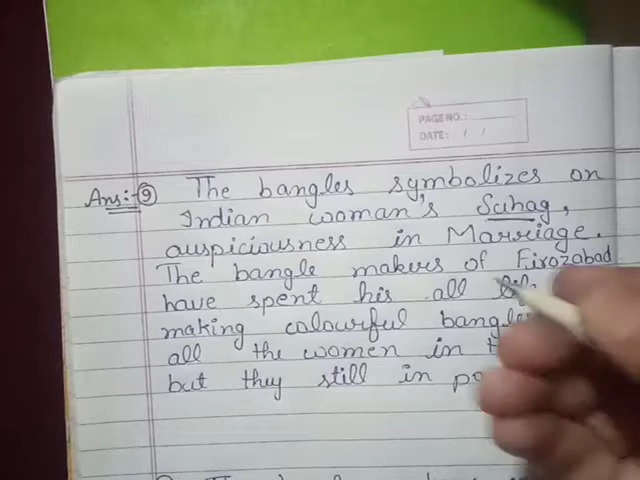 PAGE NO.:
DATE: / /
Ans:-⑨ The bangles symbolizes on
Indian woman's Suhag,
auspiciousness in Marriage.
The bangle makers of Firozabad
have spent his all
making colourful
all the women in
but they still in